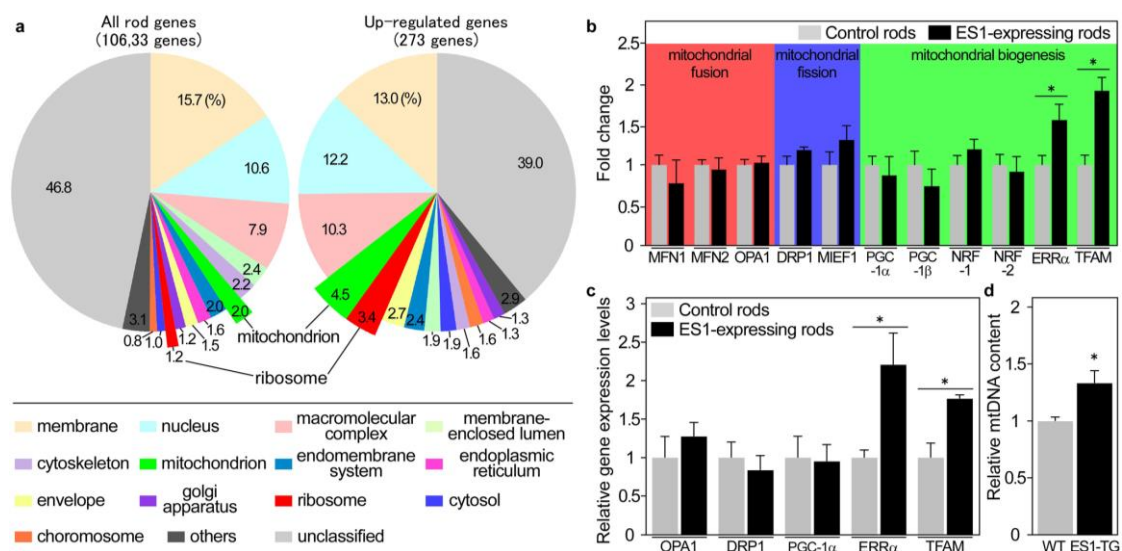 a
All rod genes
(106,33 genes)
Up-regulated genes
(273 genes)
15.7 (%)
10.6
7.9
2.4
2.2
2.0
2.0
1.6
1.5
1.2
1.2
1.0
0.8
3.1
46.8
13.0 (%)
12.2
10.3
4.5
3.4
2.7
2.4
1.9
1.9
1.6
1.6
1.3
1.3
2.9
39.0
mitochondrion
ribosome
membrane
nucleus
macromolecular
complex
membrane-
enclosed lumen
cytoskeleton
mitochondrion
endomembrane
system
endoplasmic
reticulum
envelope
golgi
apparatus
ribosome
cytosol
choromosome
others
unclassified
b
Control rods
ES1-expressing rods
mitochondrial
fusion
mitochondrial
fission
mitochondrial biogenesis
Fold change
2.5
2
1.5
1
0.5
0
*
*
MFN1
MFN2
OPA1
DRP1
MIEF1
PGC
-1α
PGC
-1β
NRF
-1
NRF
-2
ERRα
TFAM
c
Relative gene expression levels
Control rods
ES1-expressing rods
3
2.5
2
1.5
1
0.5
0
*
*
OPA1
DRP1
PGC-1α
ERRα
TFAM
d
Relative mtDNA content
2
1.5
1
0.5
0
*
WT
ES1-TG